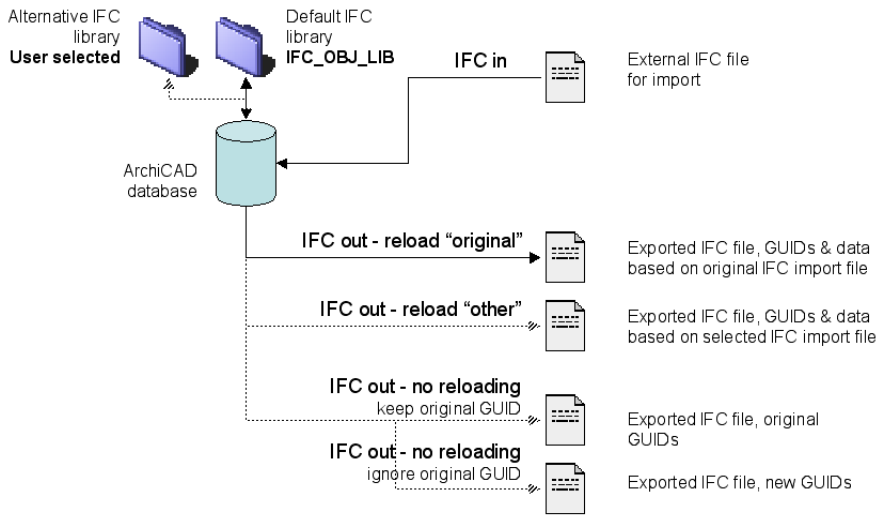 Alternative IFC
library
User selected
Default IFC
library
IFC_OBJ_LIB
IFC in
External IFC file
for import
ArchiCAD
database
IFC out - reload “original”
Exported IFC file, GUIDs & data
based on original IFC import file
IFC out - reload “other”
Exported IFC file, GUIDs & data
based on selected IFC import file
IFC out - no reloading
keep original GUID
Exported IFC file, original
GUIDs
IFC out - no reloading
ignore original GUID
Exported IFC file, new GUIDs